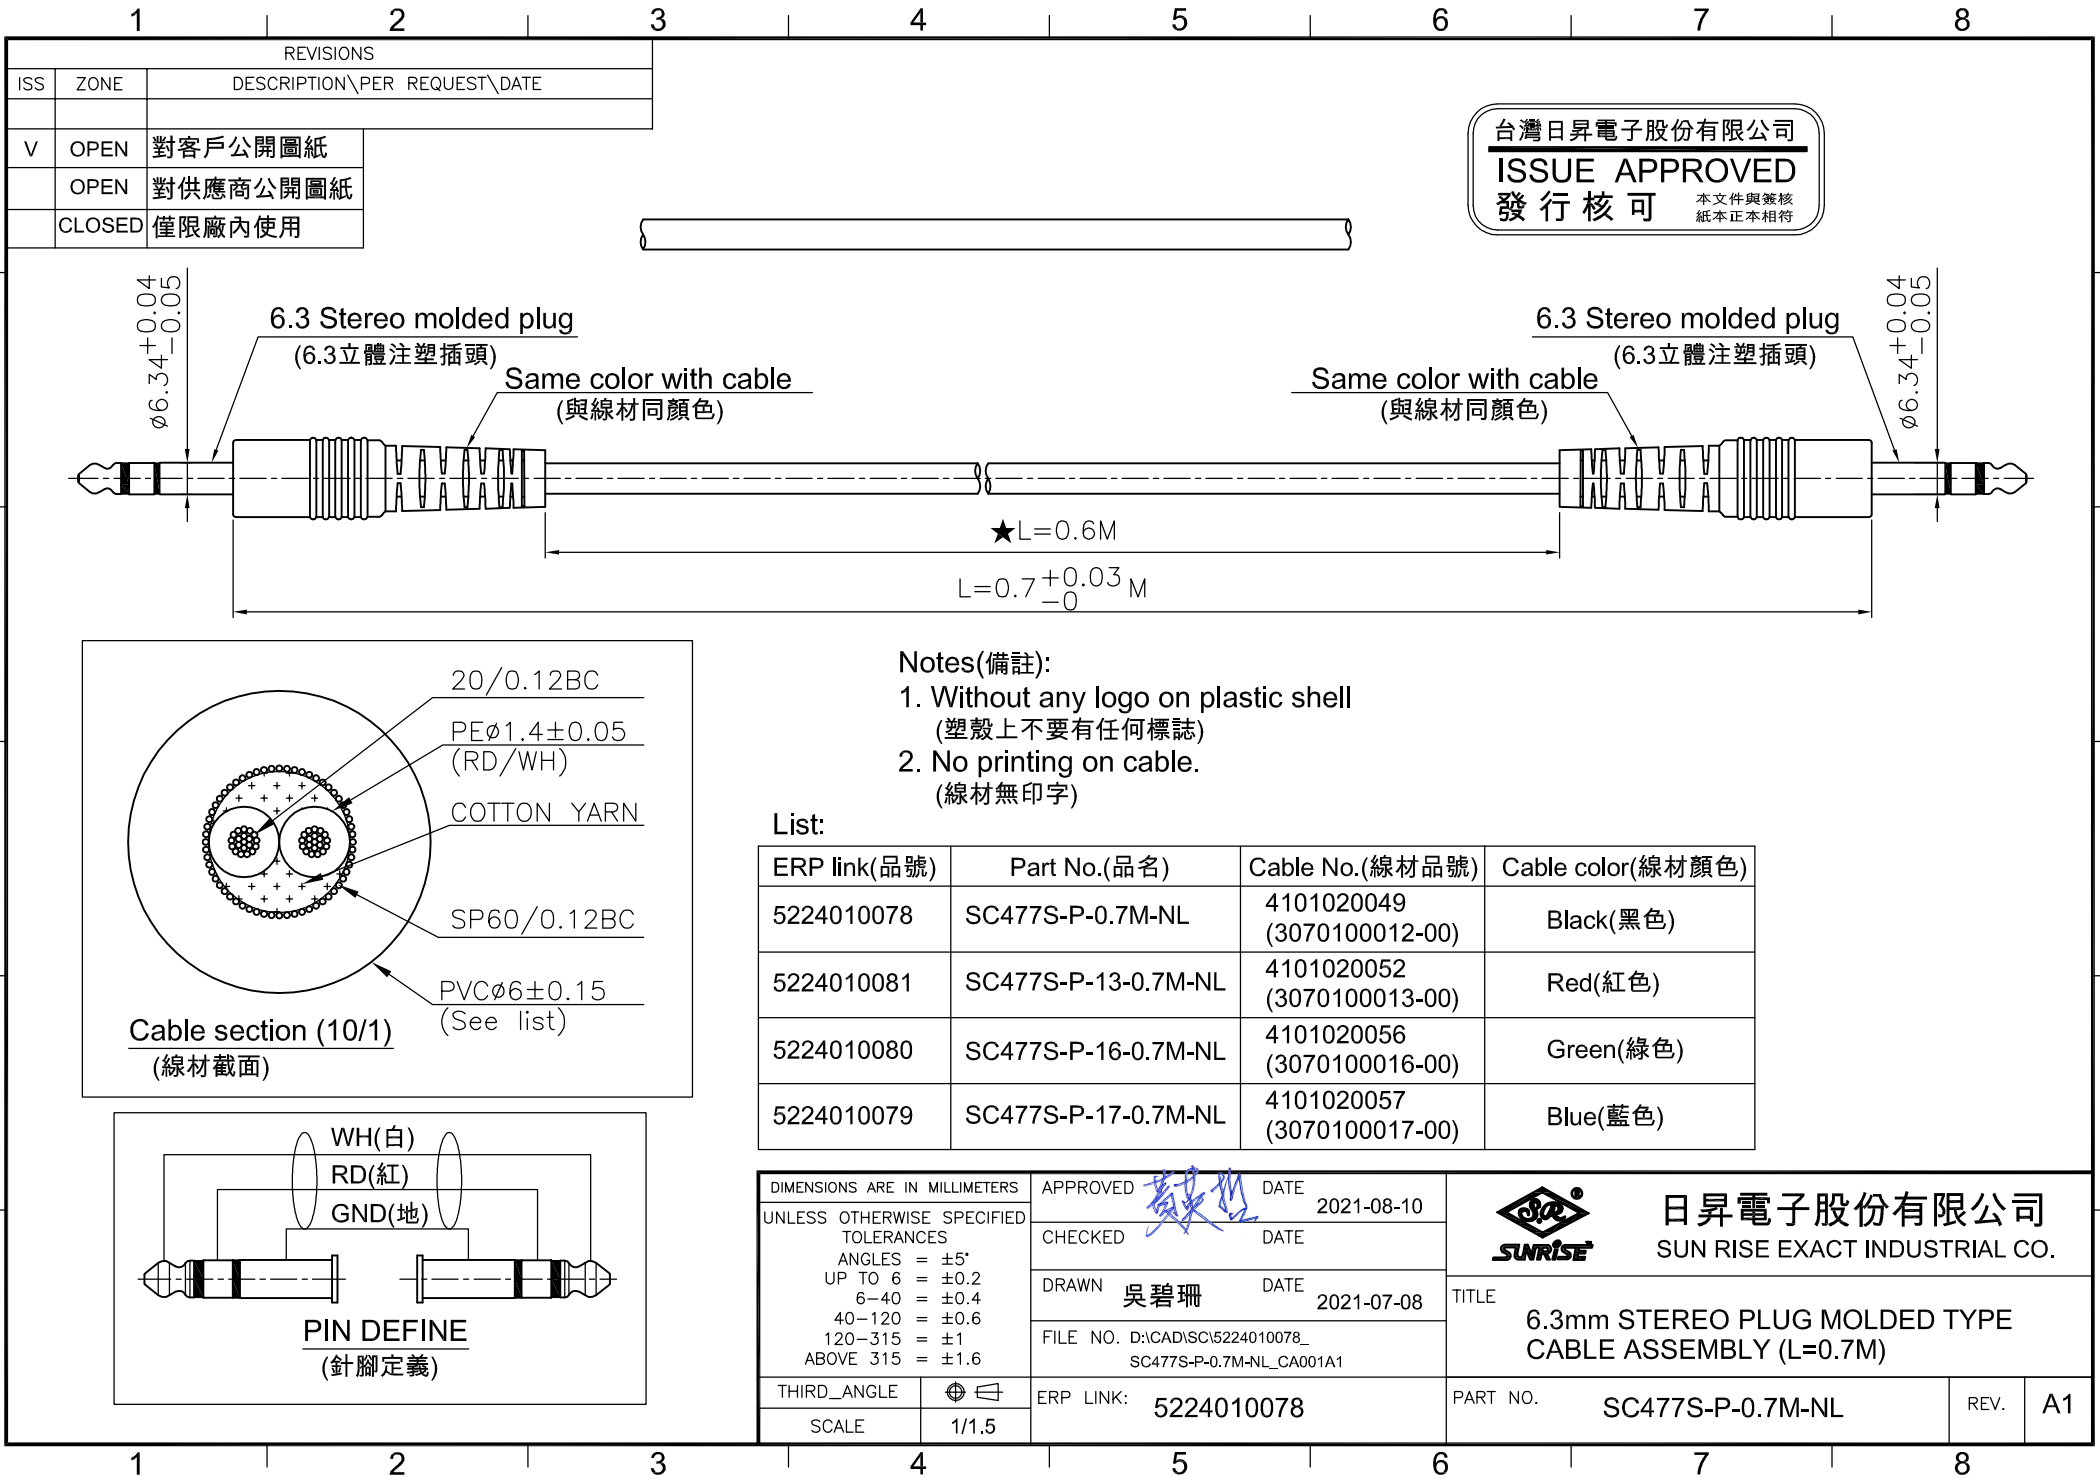 1 2 3 4 5 6 7 8
REVISIONS
ISS ZONE DESCRIPTION\PER REQUEST\DATE
V OPEN 對客戶公開圖紙
OPEN 對供應商公開圖紙
CLOSED 僅限廠內使用
台灣日昇電子股份有限公司
ISSUE APPROVED
發行核可 本文件與簽核
紙本正本相符
ø6.34+0.04
-0.05
6.3 Stereo molded plug
(6.3立體注塑插頭)
Same color with cable
(與線材同顏色)
Same color with cable
(與線材同顏色)
6.3 Stereo molded plug
(6.3立體注塑插頭)
ø6.34+0.04
-0.05
★L=0.6M
L=0.7+0.03 M
-0
20/0.12BC
PEø1.4±0.05
(RD/WH)
COTTON YARN
SP60/0.12BC
PVCø6±0.15
(See list)
Cable section (10/1)
(線材截面)
Notes(備註):
1. Without any logo on plastic shell
(塑殼上不要有任何標誌)
2. No printing on cable.
(線材無印字)
List:
ERP link(品號) Part No.(品名) Cable No.(線材品號) Cable color(線材顏色)
5224010078 SC477S-P-0.7M-NL 4101020049
(3070100012-00) Black(黑色)
5224010081 SC477S-P-13-0.7M-NL 4101020052
(3070100013-00) Red(紅色)
5224010080 SC477S-P-16-0.7M-NL 4101020056
(3070100016-00) Green(綠色)
5224010079 SC477S-P-17-0.7M-NL 4101020057
(3070100017-00) Blue(藍色)
WH(白)
RD(紅)
GND(地)
PIN DEFINE
(針腳定義)
DIMENSIONS ARE IN MILLIMETERS
UNLESS OTHERWISE SPECIFIED
TOLERANCES
ANGLES = ±5°
UP TO 6 = ±0.2
6-40 = ±0.4
40-120 = ±0.6
120-315 = ±1
ABOVE 315 = ±1.6
THIRD_ANGLE
SCALE 1/1.5
APPROVED DATE 2021-08-10
CHECKED DATE
DRAWN 吳碧珊 DATE 2021-07-08
FILE NO. D:\CAD\SC\5224010078_
SC477S-P-0.7M-NL_CA001A1
ERP LINK: 5224010078
S.R ®
SUNRISE
日昇電子股份有限公司
SUN RISE EXACT INDUSTRIAL CO.
TITLE
6.3mm STEREO PLUG MOLDED TYPE
CABLE ASSEMBLY (L=0.7M)
PART NO. SC477S-P-0.7M-NL REV. A1
1 2 3 4 5 6 7 8